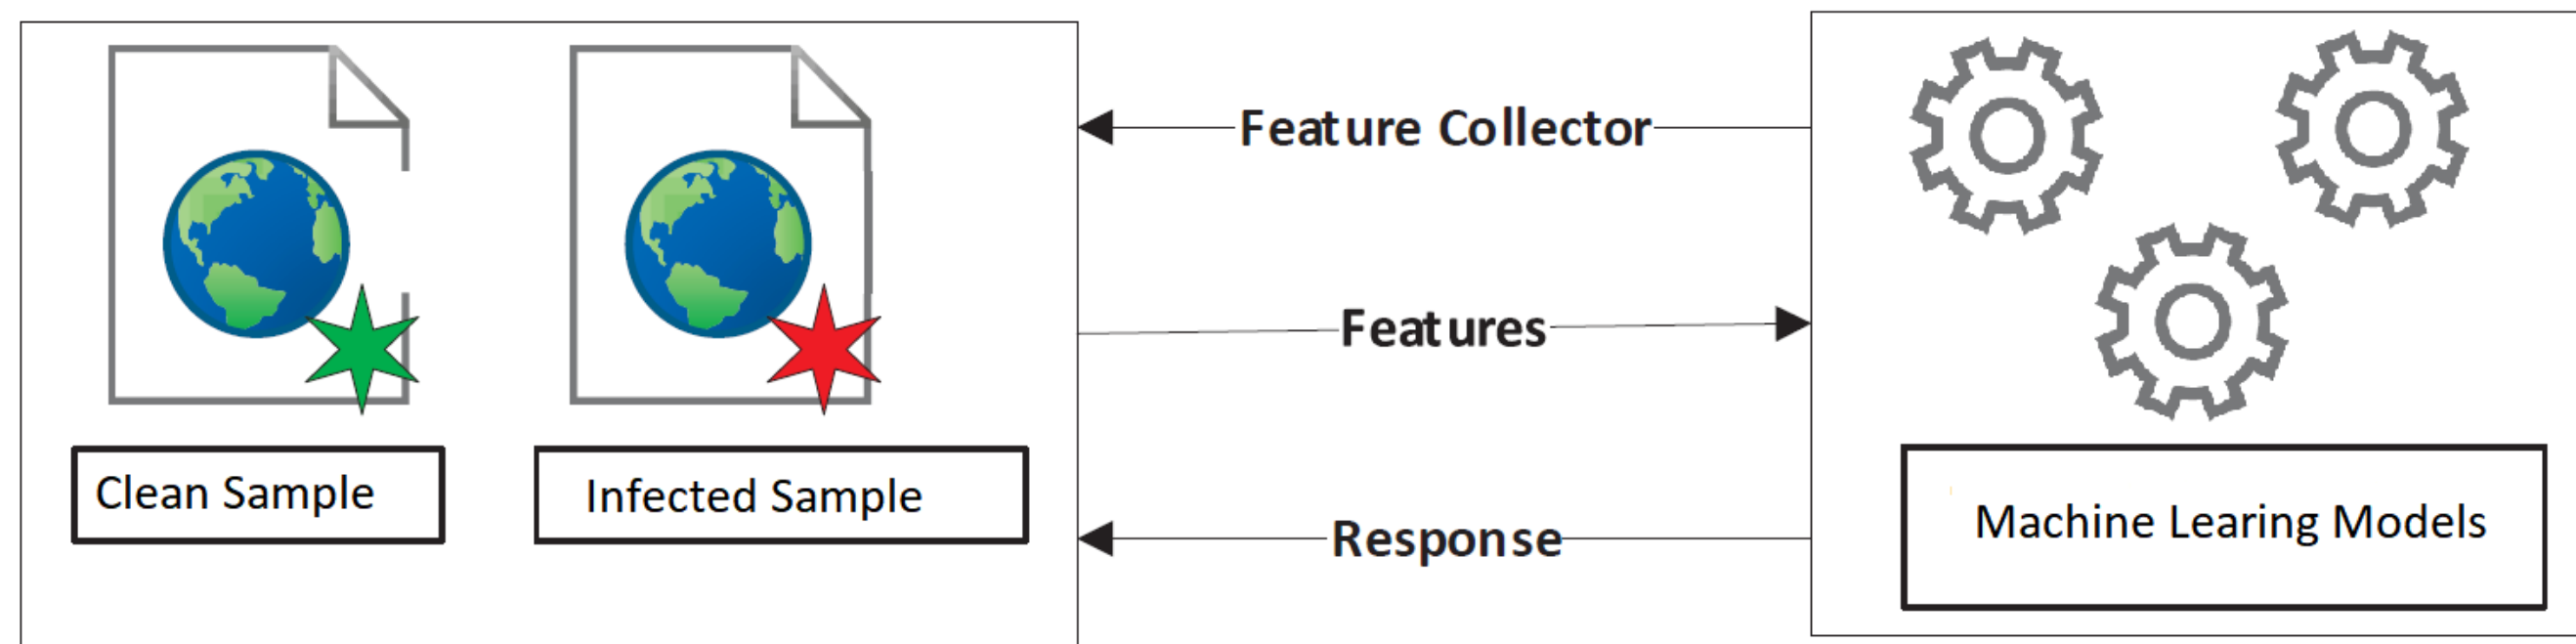 Feature Collector
Features
Response
Clean Sample
Infected Sample
Machine Learing Models